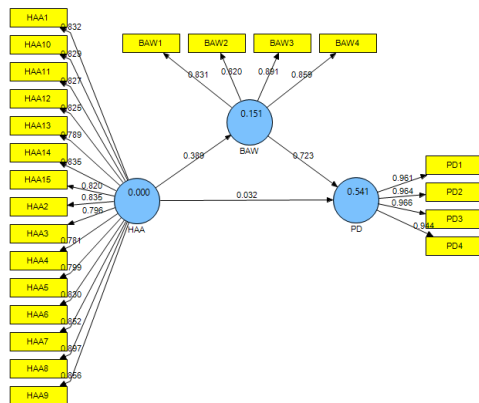 HAA1
HAA10
HAA11
HAA12
HAA13
HAA14
HAA15
HAA2
HAA3
HAA4
HAA5
HAA6
HAA7
HAA8
HAA9
0.832
0.829
0.827
0.825
0.789
0.835
0.820
0.835
0.796
0.781
0.799
0.830
0.852
0.897
0.856
0.000
HAA
BAW1
BAW2
BAW3
BAW4
0.831
0.820
0.891
0.859
0.151
BAW
0.389
0.723
0.032
0.541
PD
0.961
0.964
0.966
0.944
PD1
PD2
PD3
PD4